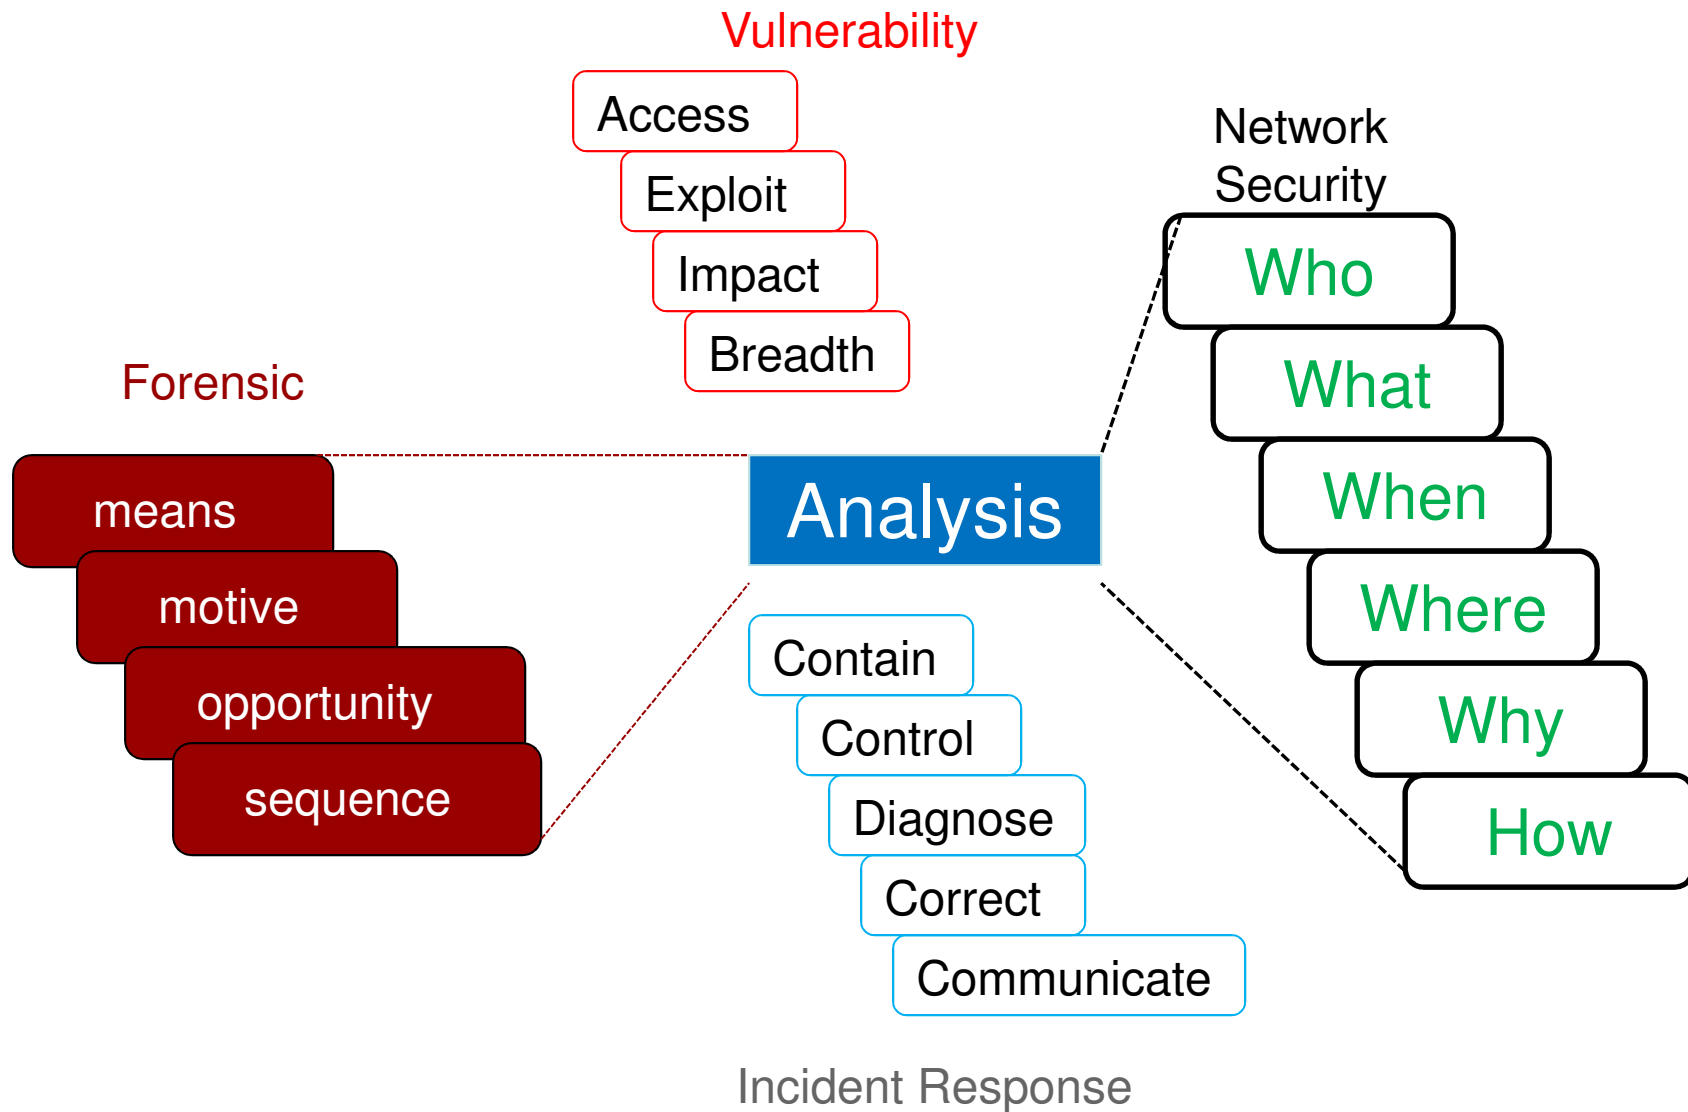 Vulnerability
Access
Exploit
Impact
Breadth
Network
Security
Who
What
When
Where
Why
How
Forensic
means
motive
opportunity
sequence
Analysis
Contain
Control
Diagnose
Correct
Communicate
Incident Response